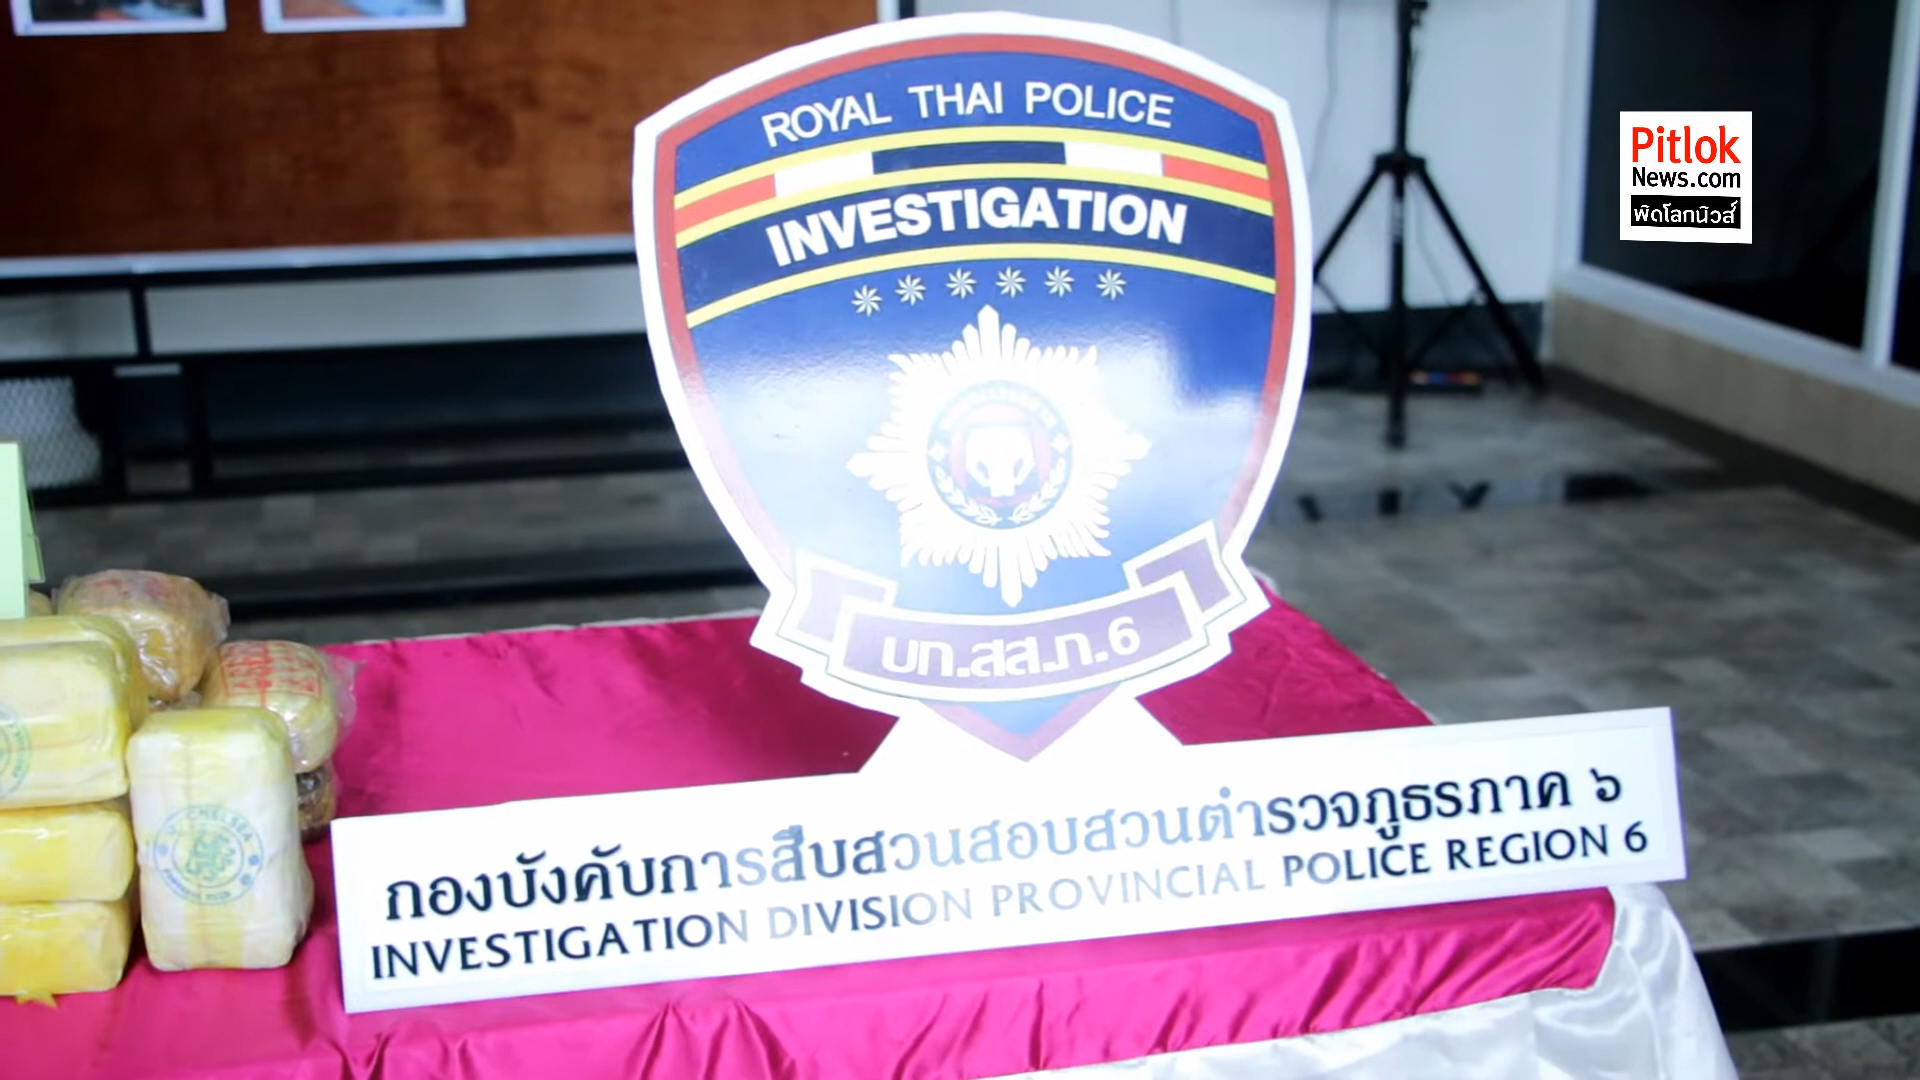 ROYAL THAI POLICE
INVESTIGATION
บก.สส.ภ.6
กองบังคับการสืบสวนสอบสวนตำรวจภูธรภาค ๖
INVESTIGATION DIVISION PROVINCIAL POLICE REGION 6
Pitlok
News.com
พิดโลกนิวส์
CHELSEA